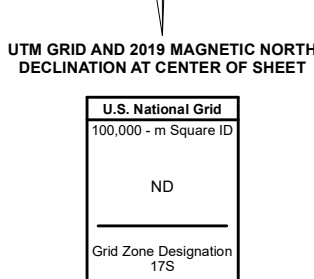 UTM GRID AND 2019 MAGNETIC NORTH
DECLINATION AT CENTER OF SHEET
U.S. National Grid
100,000 - m Square ID
ND
Grid Zone Designation
17S